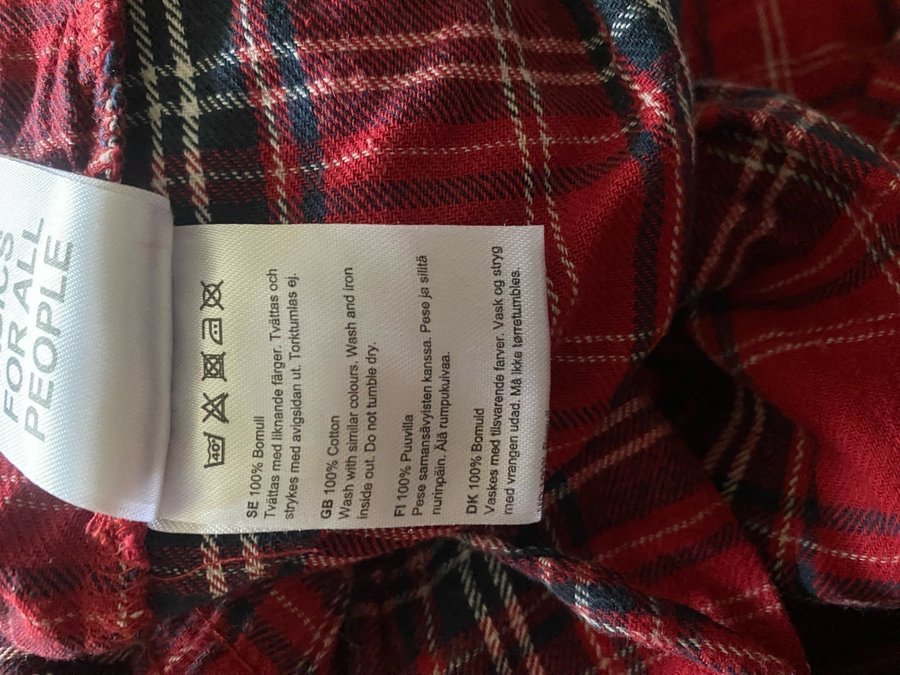 FOR ALL
PEOPLE
40
SE 100% Bomull
Tvättas med liknande färger. Tvättas och
strykes med avigsidan ut. Torktumlas ej.
GB 100% Cotton
Wash with similar colours. Wash and iron
inside out. Do not tumble dry.
FI 100% Puuvilla
Pese samansävyisten kanssa. Pese ja silitä
nurinpäin. Älä rumpukuivaa.
DK 100% Bomuld
Vaskes med tilsvarende farver. Vask og stryg
med vrangen udad. Må ikke tørretumbles.